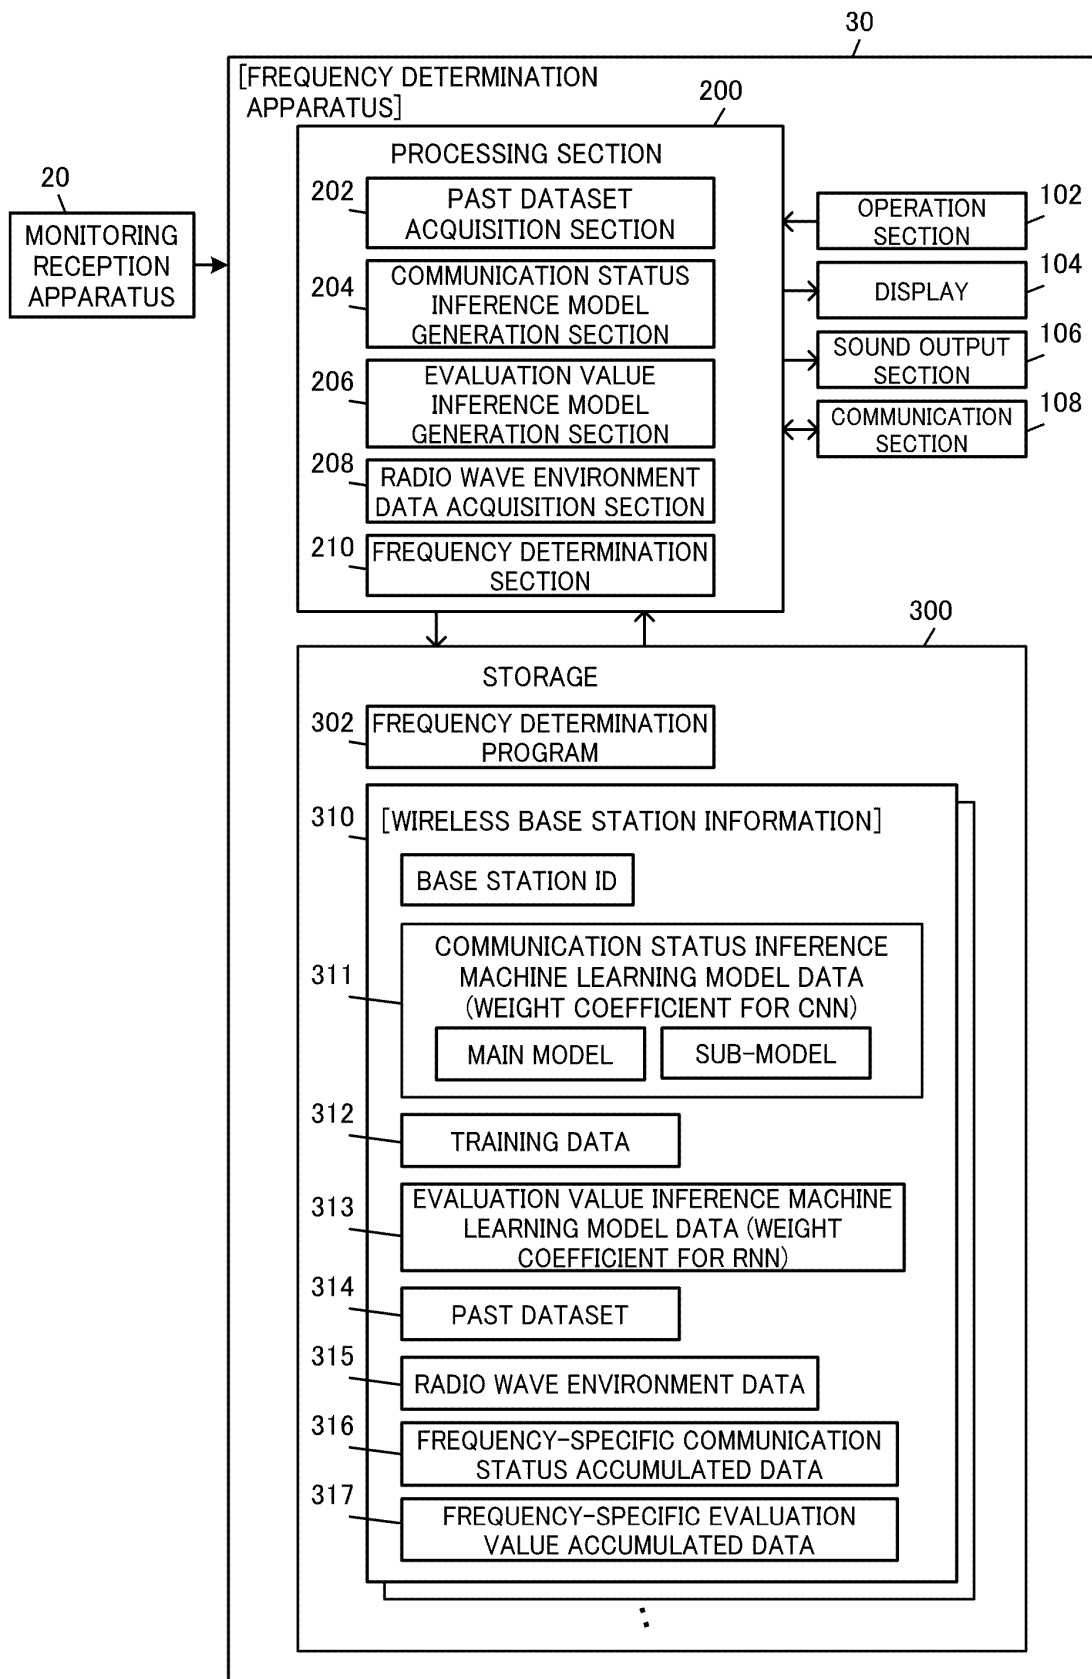 30
[FREQUENCY DETERMINATION
APPARATUS]
200
PROCESSING SECTION
20
MONITORING
RECEPTION
APPARATUS
202
PAST DATASET
ACQUISITION SECTION
204
COMMUNICATION STATUS
INFERENCE MODEL
GENERATION SECTION
206
EVALUATION VALUE
INFERENCE MODEL
GENERATION SECTION
208
RADIO WAVE ENVIRONMENT
DATA ACQUISITION SECTION
210
FREQUENCY DETERMINATION
SECTION
OPERATION
SECTION
102
DISPLAY
104
SOUND OUTPUT
SECTION
106
COMMUNICATION
SECTION
108
300
STORAGE
302
FREQUENCY DETERMINATION
PROGRAM
310
[WIRELESS BASE STATION INFORMATION]
BASE STATION ID
311
COMMUNICATION STATUS INFERENCE
MACHINE LEARNING MODEL DATA
(WEIGHT COEFFICIENT FOR CNN)
MAIN MODEL
SUB-MODEL
312
TRAINING DATA
313
EVALUATION VALUE INFERENCE MACHINE
LEARNING MODEL DATA (WEIGHT
COEFFICIENT FOR RNN)
314
PAST DATASET
315
RADIO WAVE ENVIRONMENT DATA
316
FREQUENCY-SPECIFIC COMMUNICATION
STATUS ACCUMULATED DATA
317
FREQUENCY-SPECIFIC EVALUATION
VALUE ACCUMULATED DATA